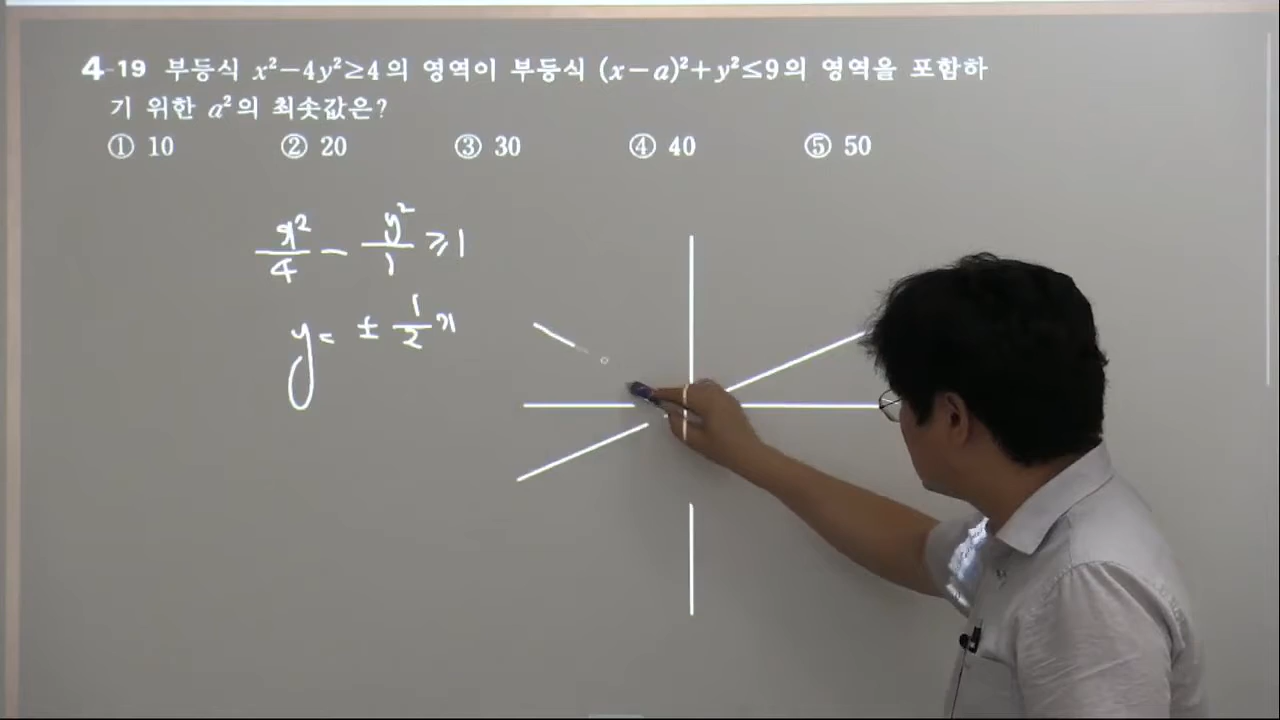 4-19 부등식 x²-4y²≥4의 영역이 부등식 (x-a)²+y²≤9의 영역을 포함하
기 위한 a²의 최솟값은?
① 10 ② 20 ③ 30 ④ 40 ⑤ 50
x²/4 - y²/1 ≥ 1
y = ± 1/2 x